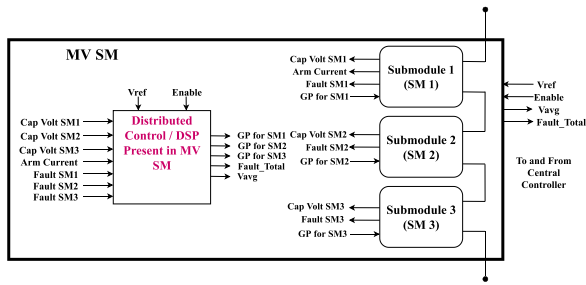 MV SM
Vref
Enable
Cap Volt SM1
Cap Volt SM2
Cap Volt SM3
Arm Current
Fault SM1
Fault SM2
Fault SM3
Distributed
Control / DSP
Present in MV
SM
GP for SM1
GP for SM2
GP for SM3
Fault_Total
Vavg
Cap Volt SM1
Arm Current
Fault SM1
GP for SM1
Submodule 1
(SM 1)
Cap Volt SM2
Fault SM2
GP for SM2
Submodule 2
(SM 2)
Cap Volt SM3
Fault SM3
GP for SM3
Submodule 3
(SM 3)
Vref
Enable
Vavg
Fault_Total
To and From
Central
Controller